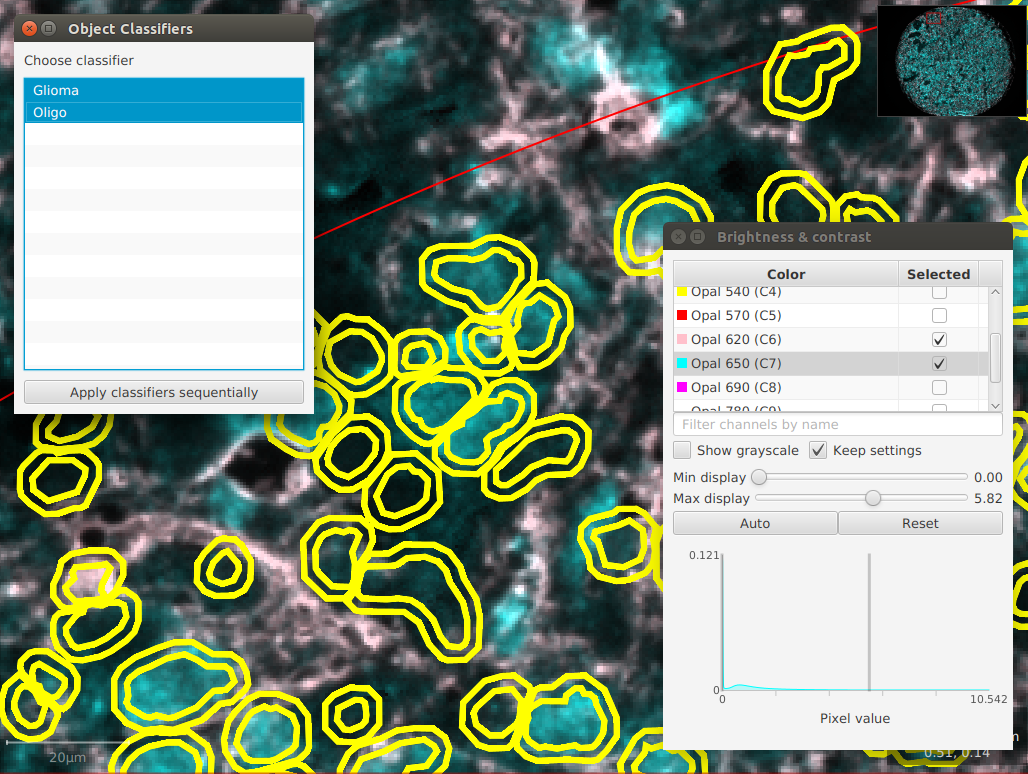 Object Classifiers
Choose classifier
Glioma
Oligo
Apply classifiers sequentially
Brightness & contrast
Color Selected
Opal 540 (C4)
Opal 570 (C5)
Opal 620 (C6)
Opal 650 (C7)
Opal 690 (C8)
Opal 780 (C9)
Filter channels by name
Show grayscale Keep settings
Min display 0.00
Max display 5.82
Auto Reset
0.121
0
0 10.542
Pixel value
20µm
0.51, 0.14